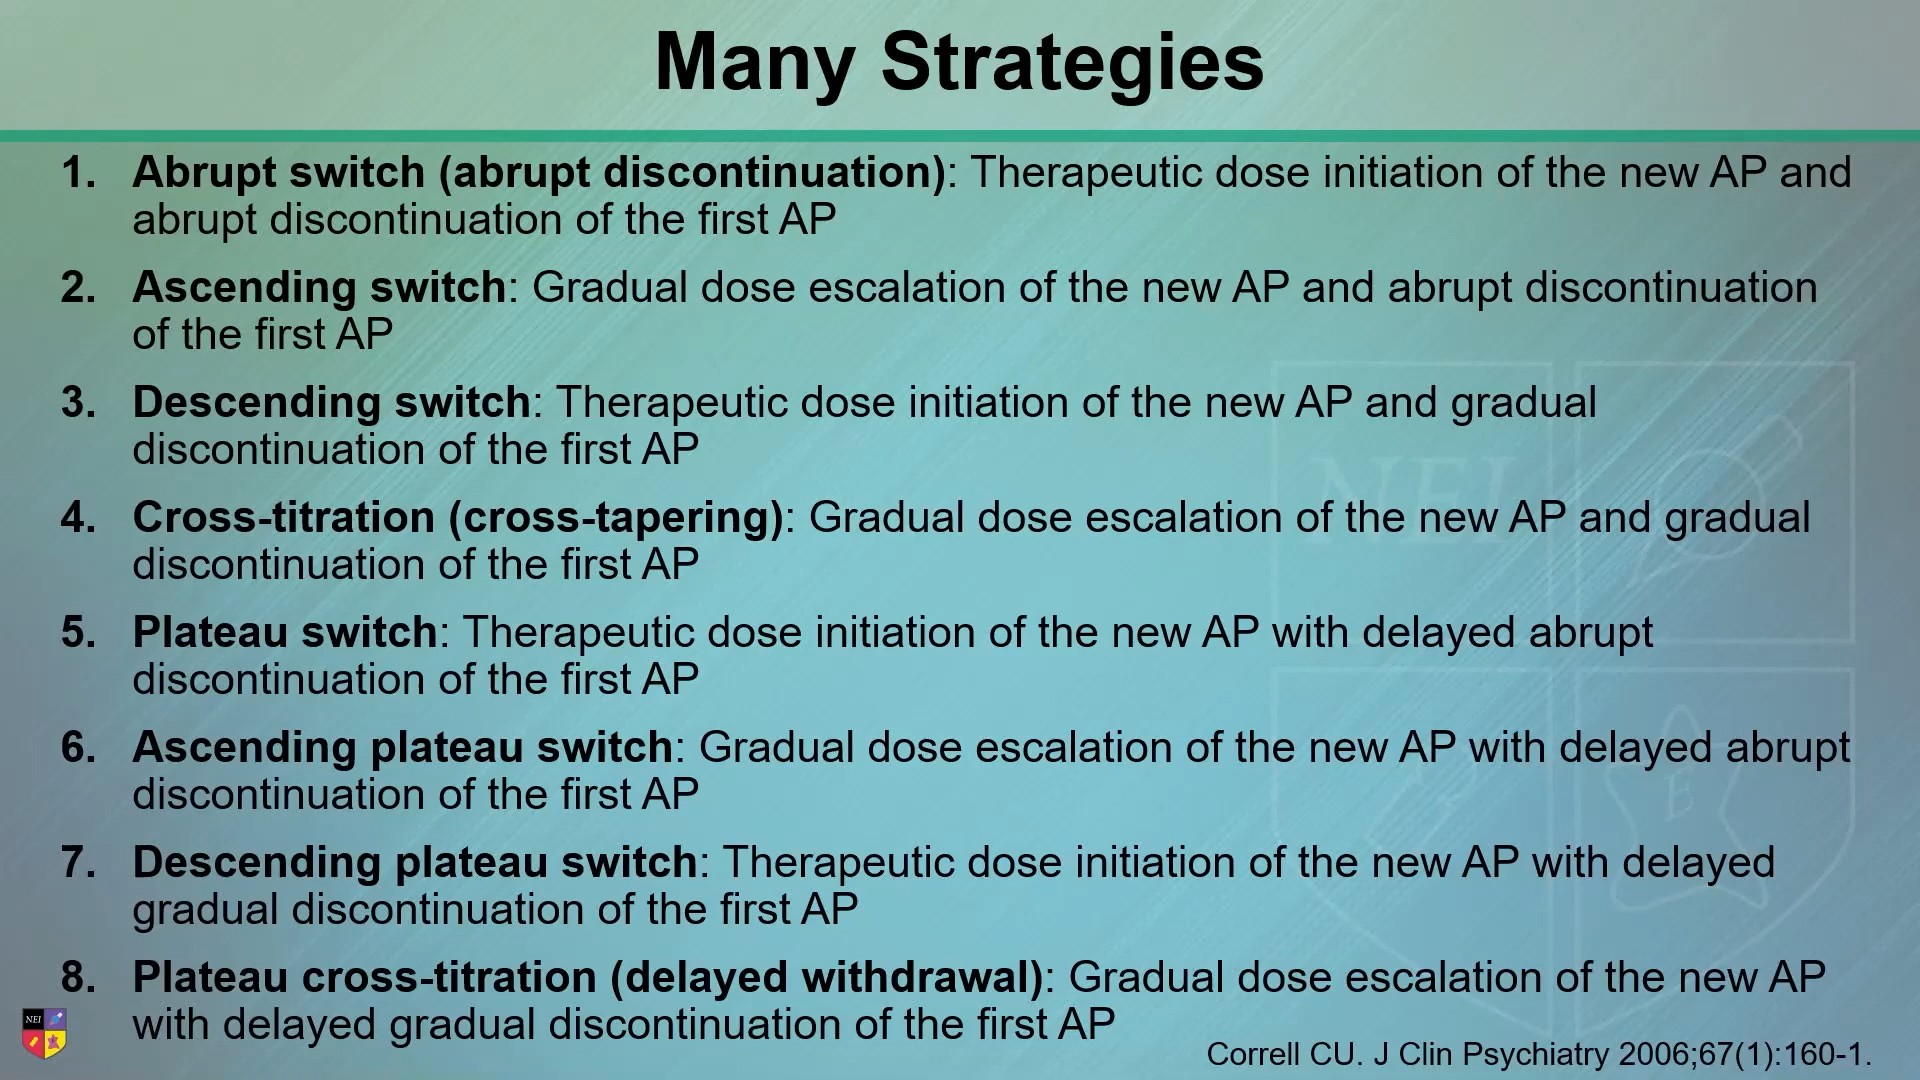 Many Strategies
1. Abrupt switch (abrupt discontinuation): Therapeutic dose initiation of the new AP and
abrupt discontinuation of the first AP
2. Ascending switch: Gradual dose escalation of the new AP and abrupt discontinuation
of the first AP
3. Descending switch: Therapeutic dose initiation of the new AP and gradual
discontinuation of the first AP
4. Cross-titration (cross-tapering): Gradual dose escalation of the new AP and gradual
discontinuation of the first AP
5. Plateau switch: Therapeutic dose initiation of the new AP with delayed abrupt
discontinuation of the first AP
6. Ascending plateau switch: Gradual dose escalation of the new AP with delayed abrupt
discontinuation of the first AP
7. Descending plateau switch: Therapeutic dose initiation of the new AP with delayed
gradual discontinuation of the first AP
8. Plateau cross-titration (delayed withdrawal): Gradual dose escalation of the new AP
with delayed gradual discontinuation of the first AP
Correll CU. J Clin Psychiatry 2006;67(1):160-1.
NEI
NEI
E